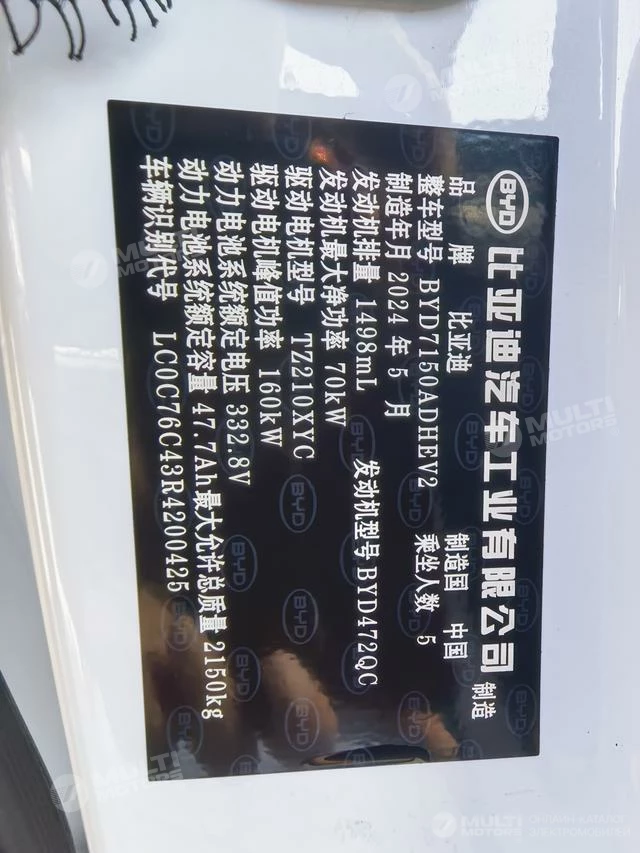 BYD 比亚迪汽车工业有限公司 制造
品牌 比亚迪 制造国 中国
整车型号 BYD7150ADHEV2 乘坐人数 5
制造年月 2024 年 5 月
发动机排量 1498mL 发动机型号 BYD472QC
发动机最大净功率 70kW
驱动电机型号 TZ210XYC
驱动电机峰值功率 160kW
动力电池系统额定电压 332.8V
动力电池系统额定容量 47.7Ah 最大允许总质量 2150kg
车辆识别代号 LC0C76C43R4200425
MULTI MOTORS
ОНЛАЙН-КАТАЛОГ
ЭЛЕКТРОМОБИЛЕЙ